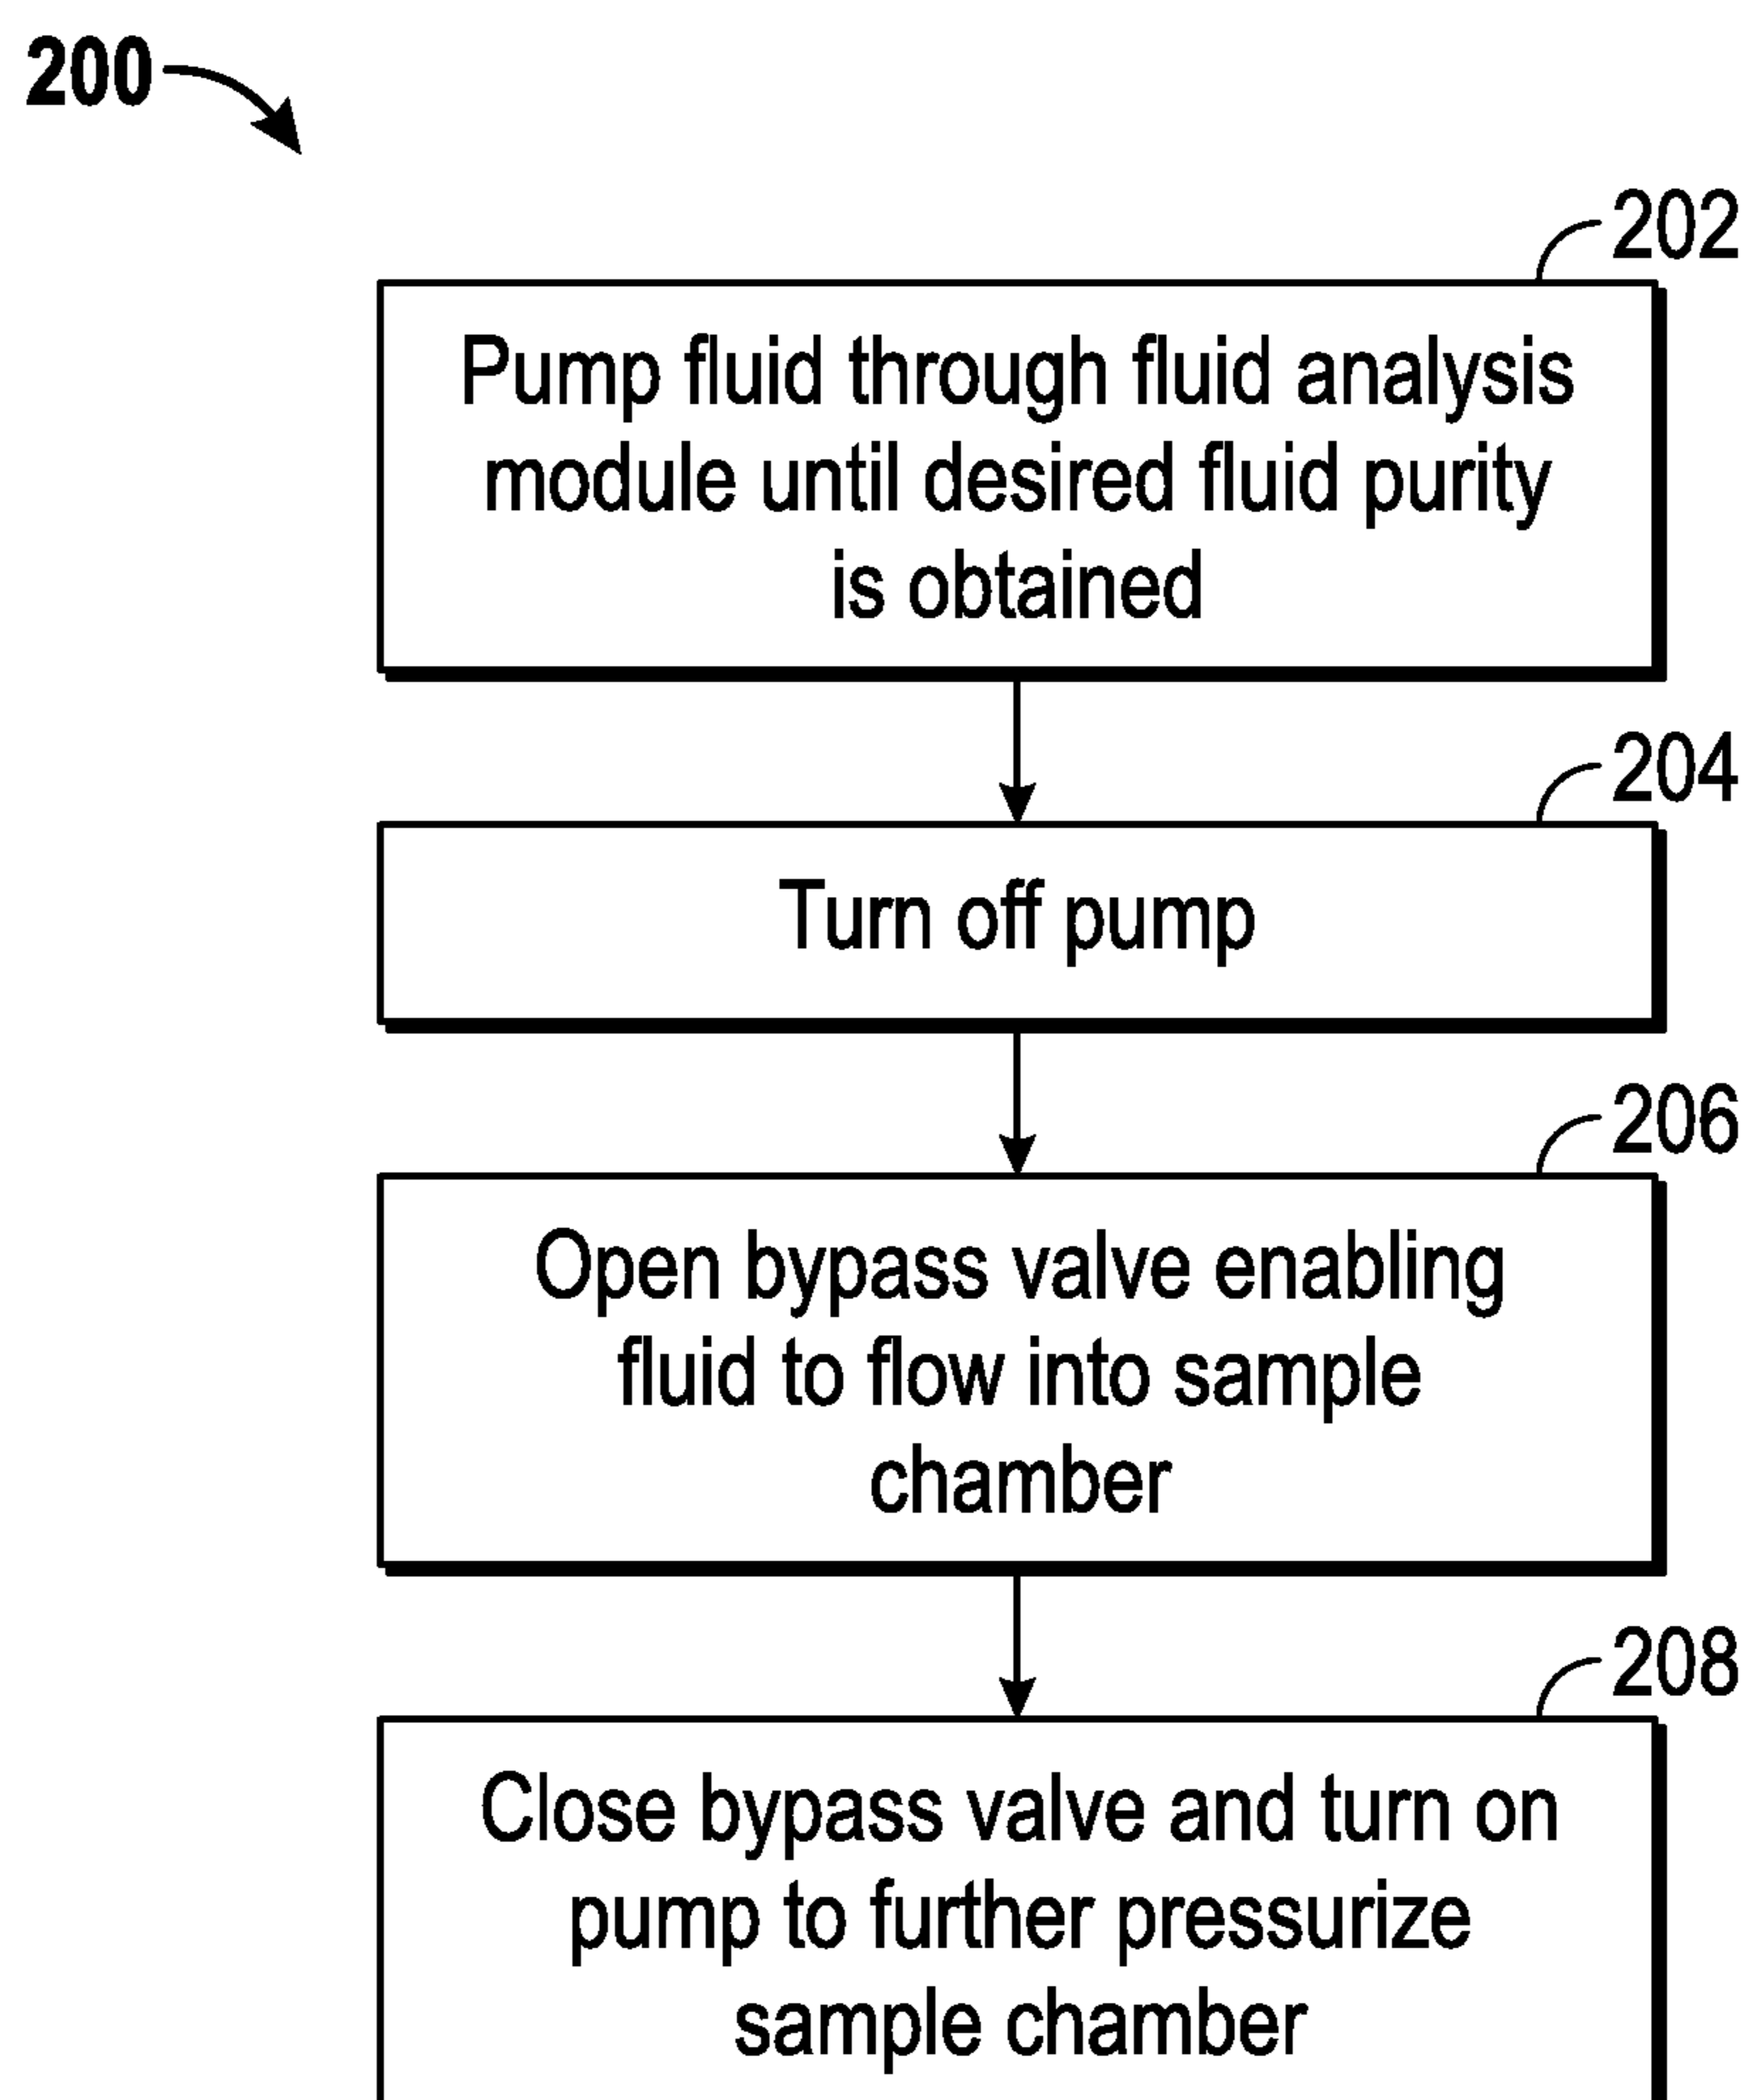 200
202
Pump fluid through fluid analysis
module until desired fluid purity
is obtained
204
Turn off pump
206
Open bypass valve enabling
fluid to flow into sample
chamber
208
Close bypass valve and turn on
pump to further pressurize
sample chamber